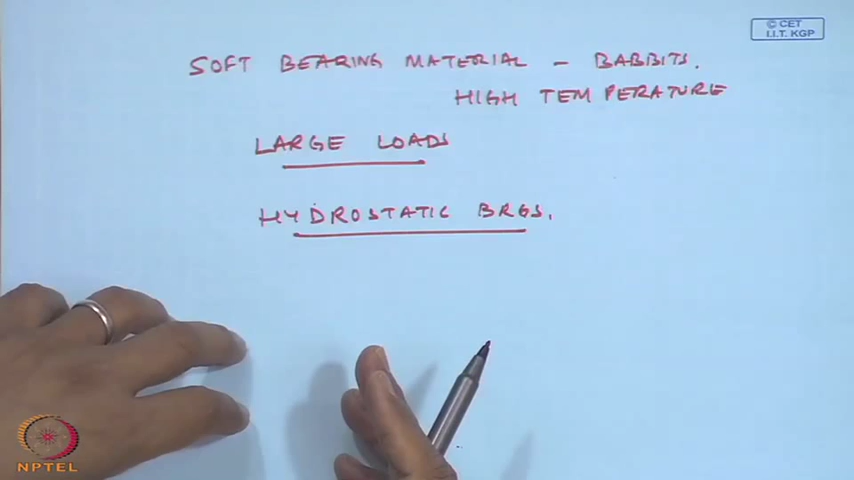 © CET
I.I.T. KGP
SOFT BEARING MATERIAL - BABBITS.
HIGH TEMPERATURE
LARGE LOADS
HYDROSTATIC BRGS.
NPTEL